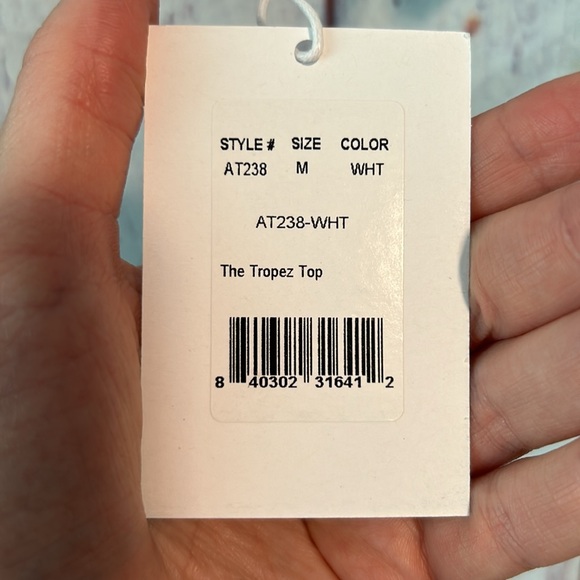 STYLE # SIZE COLOR
AT238 M WHT
AT238-WHT
The Tropez Top
8 40302 31641 2